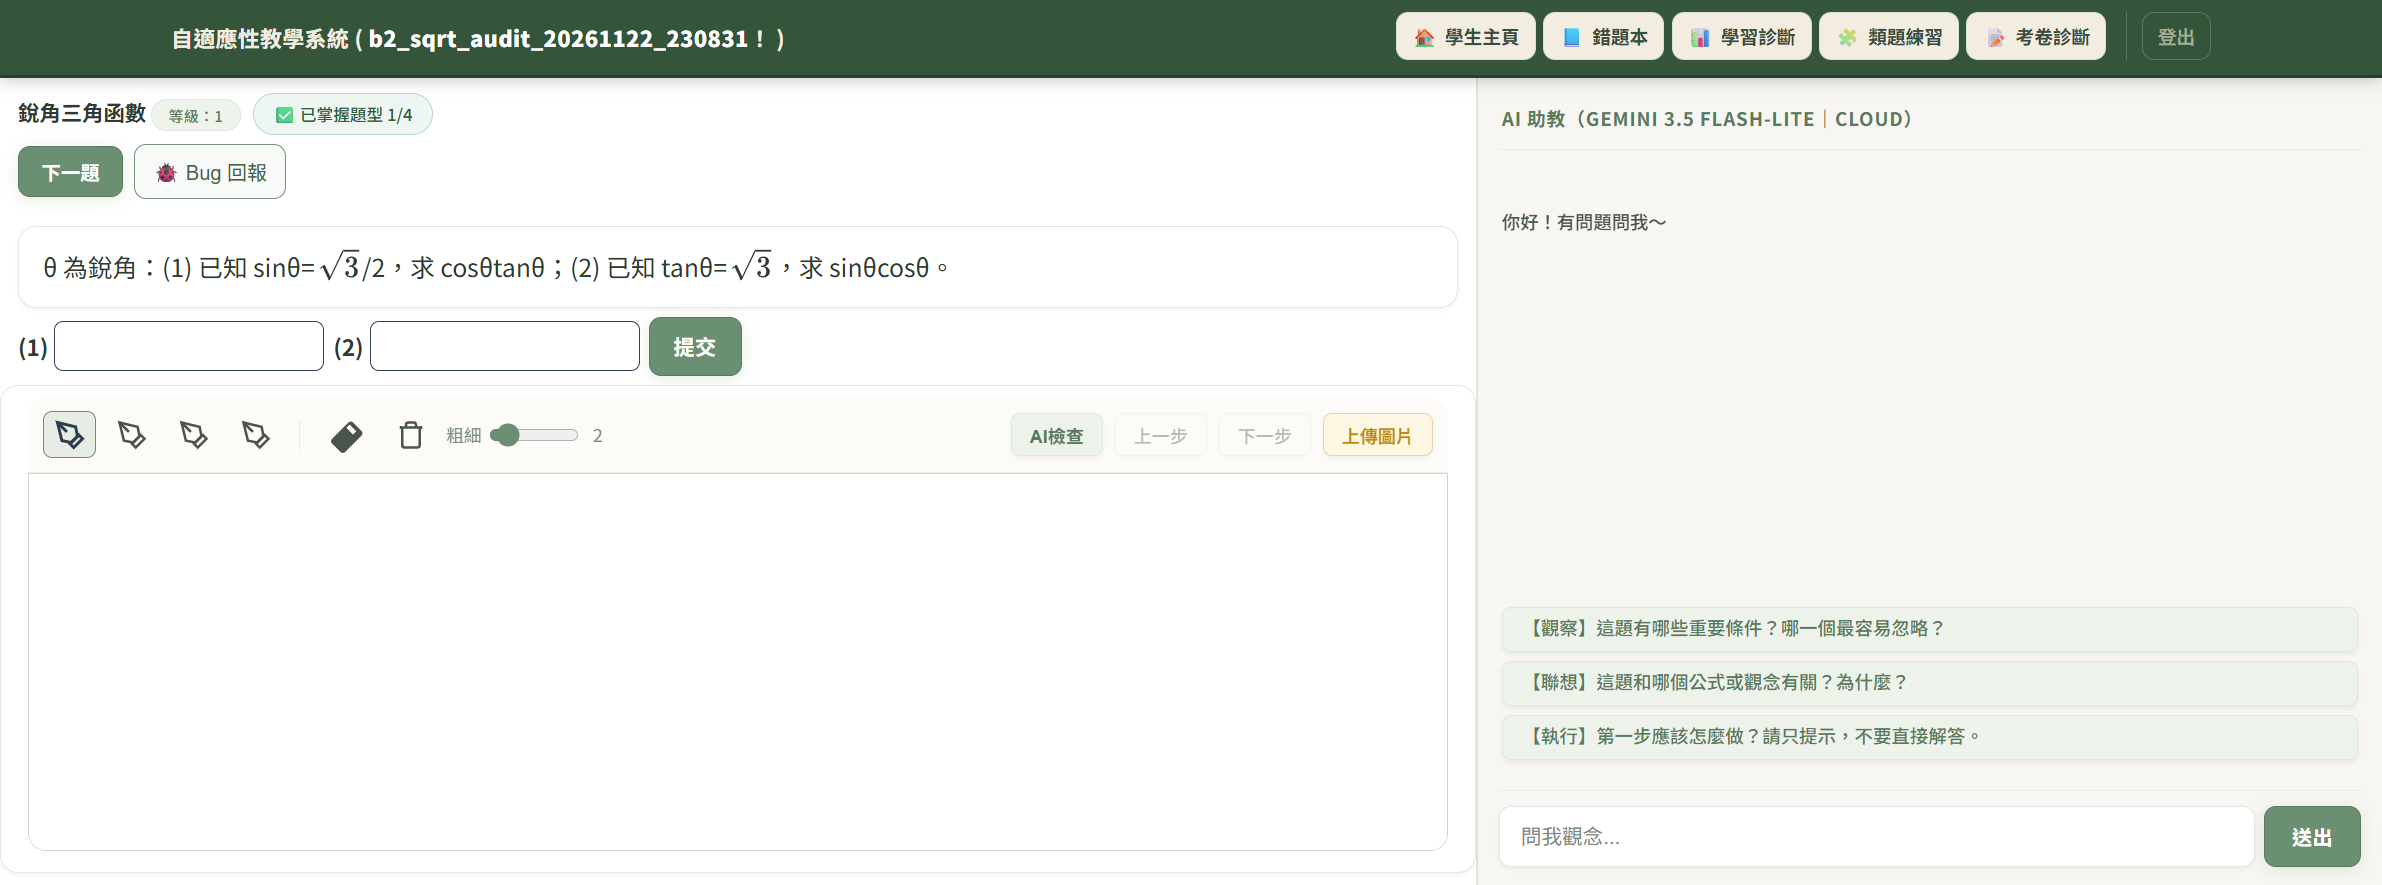 自適應性教學系統 ( b2_sqrt_audit_20261122_230831！ )
學生主頁
錯題本
學習診斷
類題練習
考卷診斷
登出
銳角三角函數
等級：1
已掌握題型 1/4
下一題
Bug 回報
θ 為銳角：(1) 已知 sinθ=√3/2，求 cosθtanθ；(2) 已知 tanθ=√3，求 sinθcosθ。
(1)
(2)
提交
粗細
2
AI檢查
上一步
下一步
上傳圖片
AI 助教（GEMINI 3.5 FLASH-LITE｜CLOUD）
你好！有問題問我～
【觀察】這題有哪些重要條件？哪一個最容易忽略？
【聯想】這題和哪個公式或觀念有關？為什麼？
【執行】第一步應該怎麼做？請只提示，不要直接解答。
問我觀念...
送出